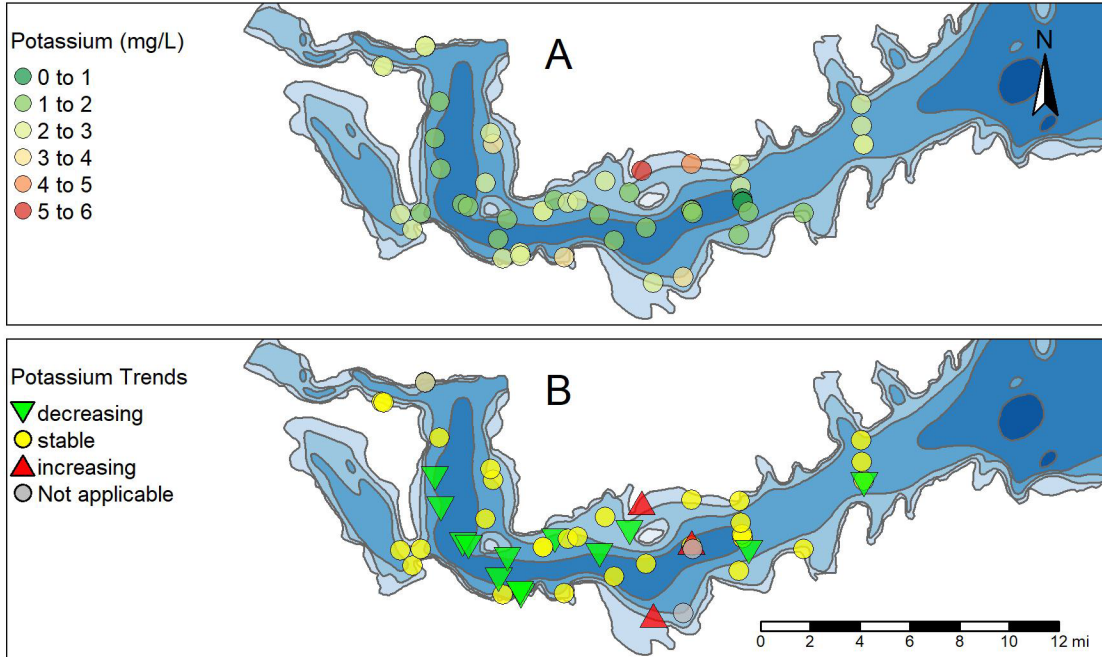 Potassium (mg/L)
0 to 1
1 to 2
2 to 3
3 to 4
4 to 5
5 to 6
A
N
Potassium Trends
decreasing
stable
increasing
Not applicable
B
0 2 4 6 8 10 12 mi